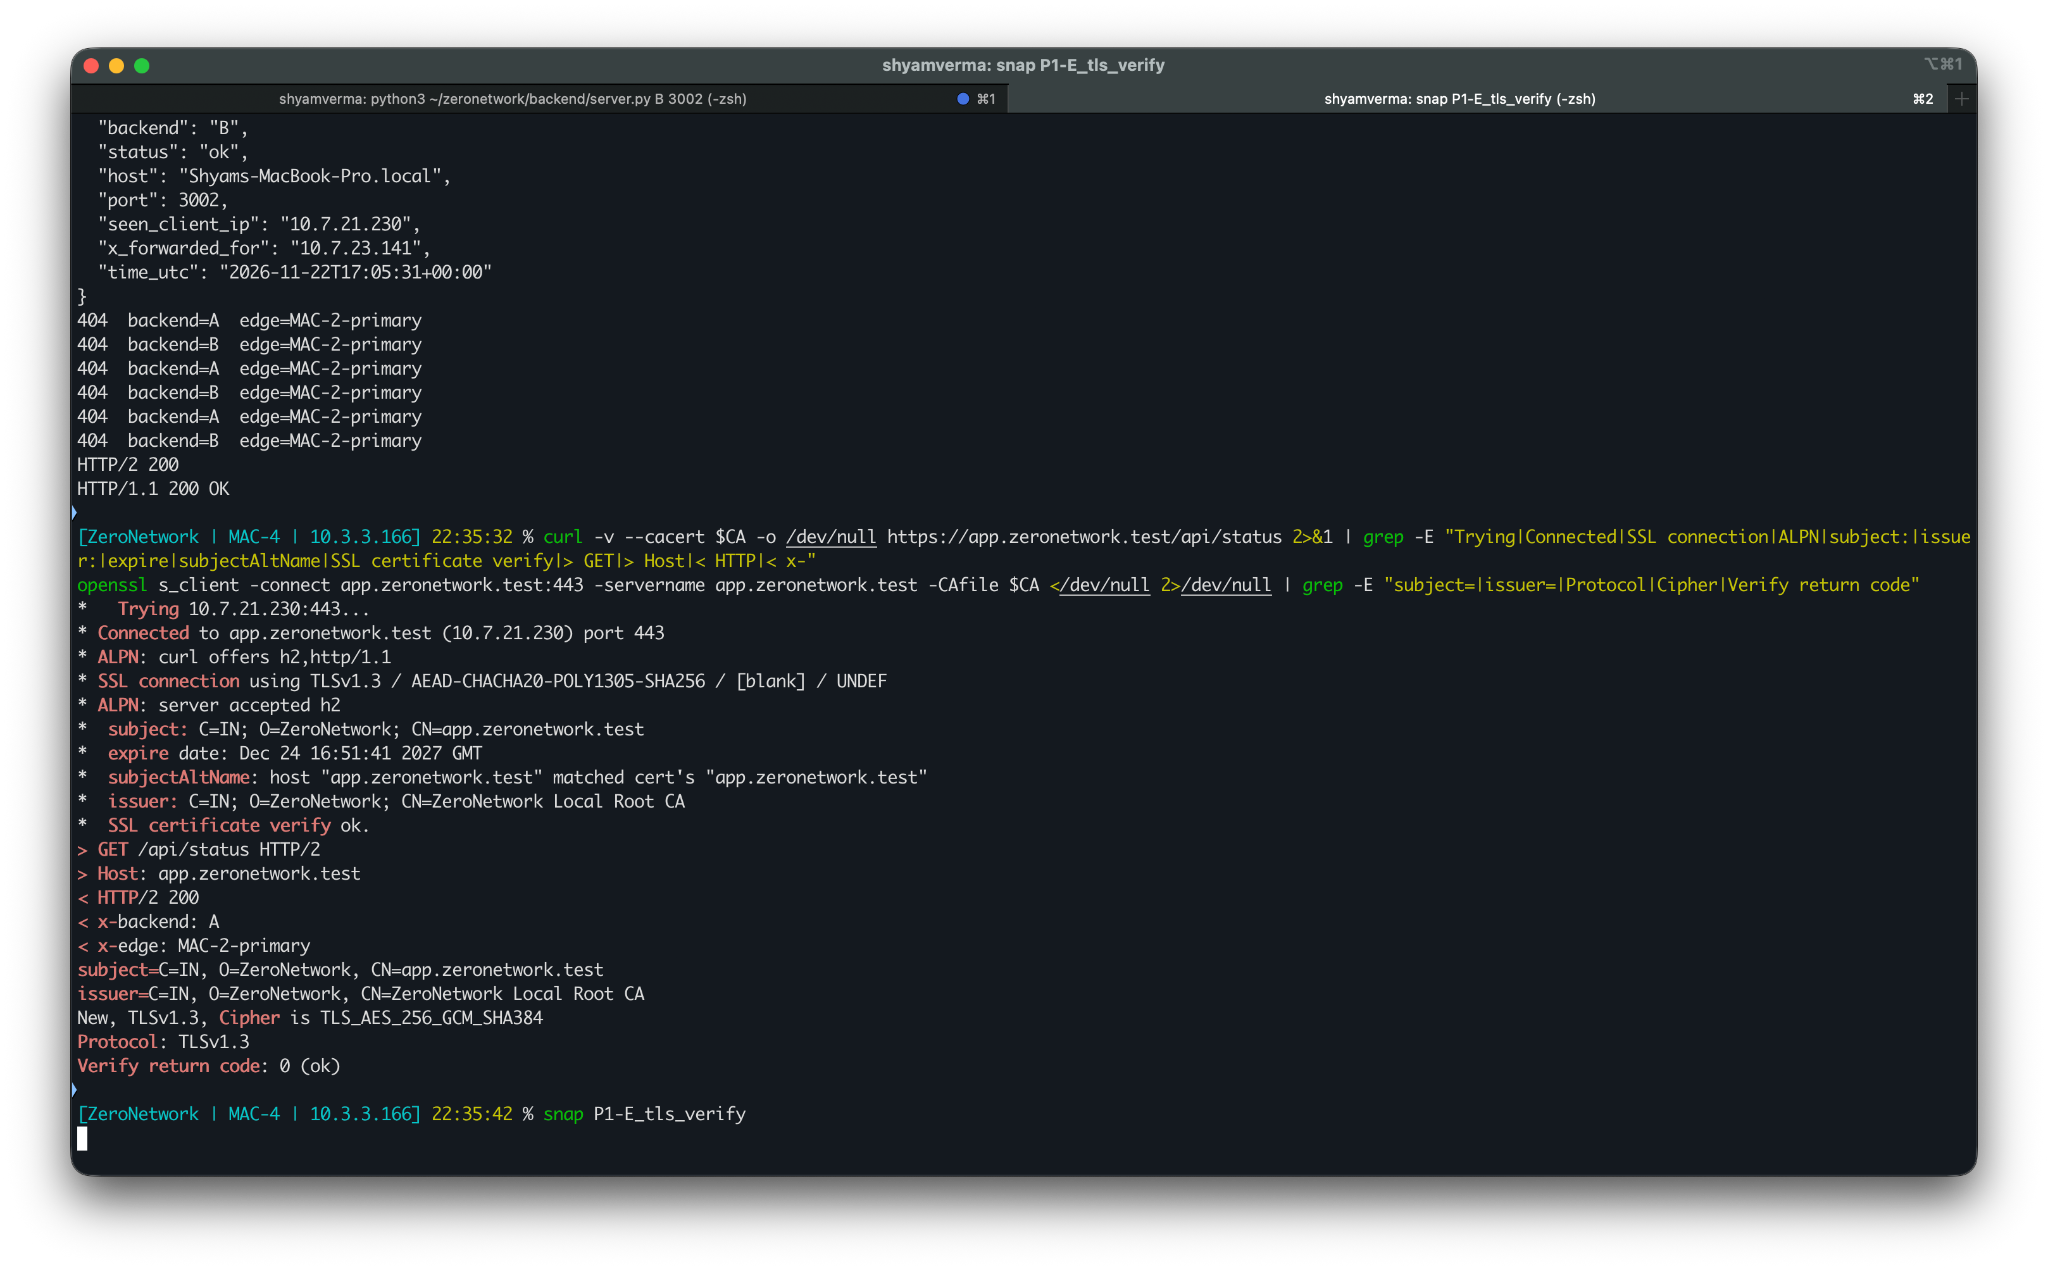 shyamverma: snap P1-E_tls_verify
⌥⌘1
shyamverma: python3 ~/zeronetwork/backend/server.py B 3002 (-zsh)
⌘1
shyamverma: snap P1-E_tls_verify (-zsh)
⌘2
"backend": "B",
"status": "ok",
"host": "Shyams-MacBook-Pro.local",
"port": 3002,
"seen_client_ip": "10.7.21.230",
"x_forwarded_for": "10.7.23.141",
"time_utc": "2026-11-22T17:05:31+00:00"
}
404  backend=A  edge=MAC-2-primary
404  backend=B  edge=MAC-2-primary
404  backend=A  edge=MAC-2-primary
404  backend=B  edge=MAC-2-primary
404  backend=A  edge=MAC-2-primary
404  backend=B  edge=MAC-2-primary
HTTP/2 200
HTTP/1.1 200 OK
[ZeroNetwork | MAC-4 | 10.3.3.166] 22:35:32 % curl -v --cacert $CA -o /dev/null https://app.zeronetwork.test/api/status 2>&1 | grep -E "Trying|Connected|SSL connection|ALPN|subject:|issue
r:|expire|subjectAltName|SSL certificate verify|> GET|> Host|< HTTP|< x-"
openssl s_client -connect app.zeronetwork.test:443 -servername app.zeronetwork.test -CAfile $CA </dev/null 2>/dev/null | grep -E "subject=|issuer=|Protocol|Cipher|Verify return code"
*   Trying 10.7.21.230:443...
* Connected to app.zeronetwork.test (10.7.21.230) port 443
* ALPN: curl offers h2,http/1.1
* SSL connection using TLSv1.3 / AEAD-CHACHA20-POLY1305-SHA256 / [blank] / UNDEF
* ALPN: server accepted h2
*  subject: C=IN; O=ZeroNetwork; CN=app.zeronetwork.test
*  expire date: Dec 24 16:51:41 2027 GMT
*  subjectAltName: host "app.zeronetwork.test" matched cert's "app.zeronetwork.test"
*  issuer: C=IN; O=ZeroNetwork; CN=ZeroNetwork Local Root CA
*  SSL certificate verify ok.
> GET /api/status HTTP/2
> Host: app.zeronetwork.test
< HTTP/2 200
< x-backend: A
< x-edge: MAC-2-primary
subject=C=IN, O=ZeroNetwork, CN=app.zeronetwork.test
issuer=C=IN, O=ZeroNetwork, CN=ZeroNetwork Local Root CA
New, TLSv1.3, Cipher is TLS_AES_256_GCM_SHA384
Protocol: TLSv1.3
Verify return code: 0 (ok)
[ZeroNetwork | MAC-4 | 10.3.3.166] 22:35:42 % snap P1-E_tls_verify